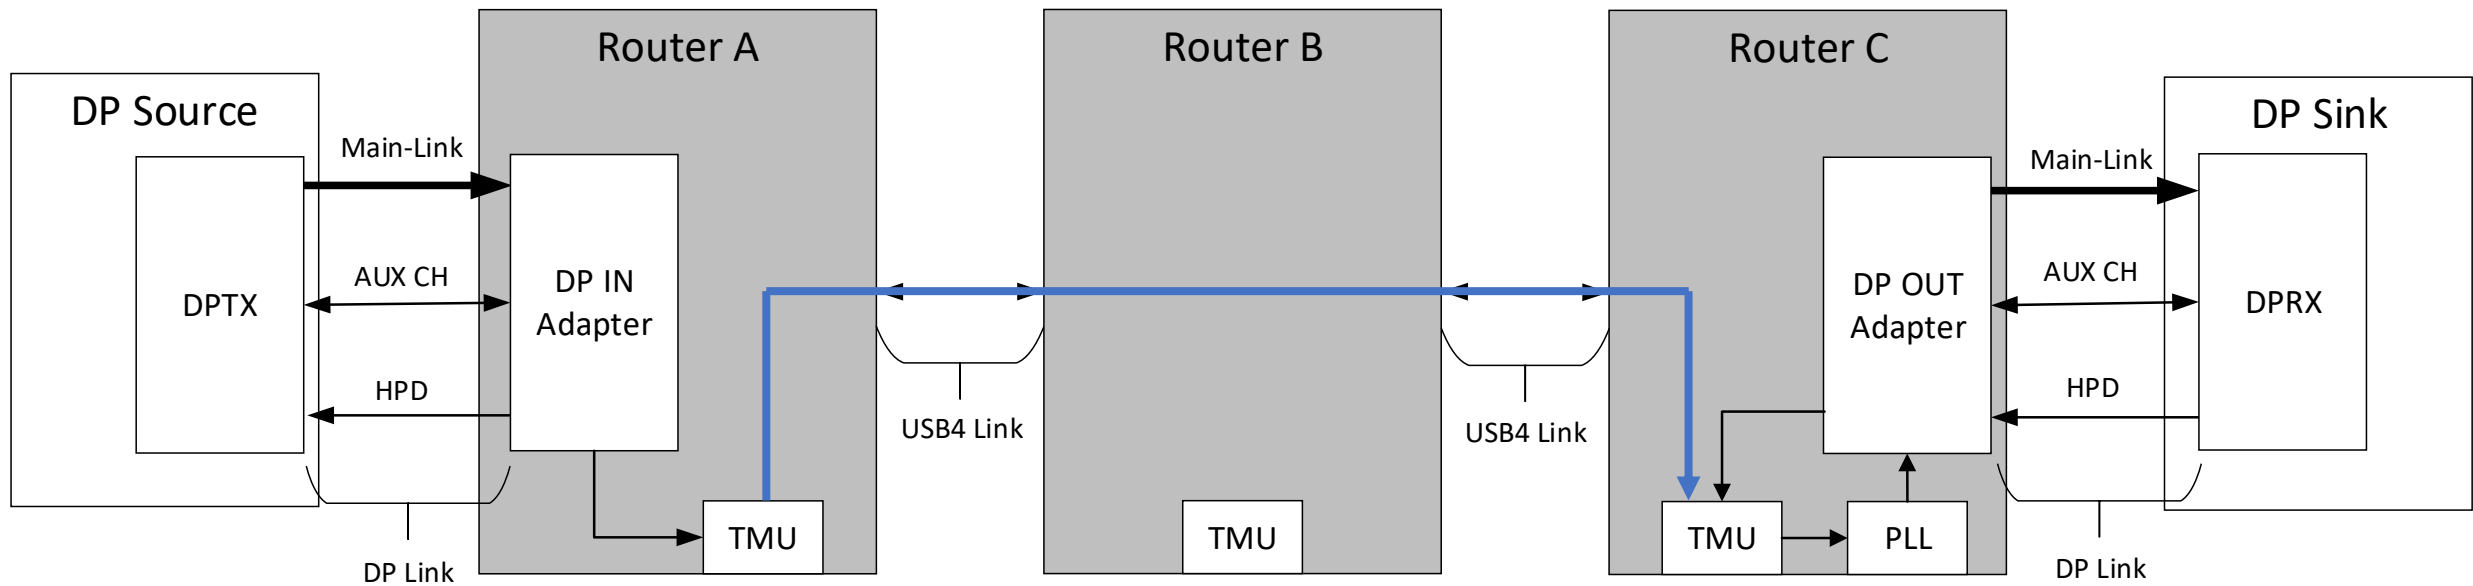 Router A
Router B
Router C
DP Source
DP Sink
Main-Link
Main-Link
AUX CH
AUX CH
DPTX
DP IN
Adapter
DP OUT
Adapter
DPRX
HPD
HPD
USB4 Link
USB4 Link
TMU
TMU
TMU
PLL
DP Link
DP Link